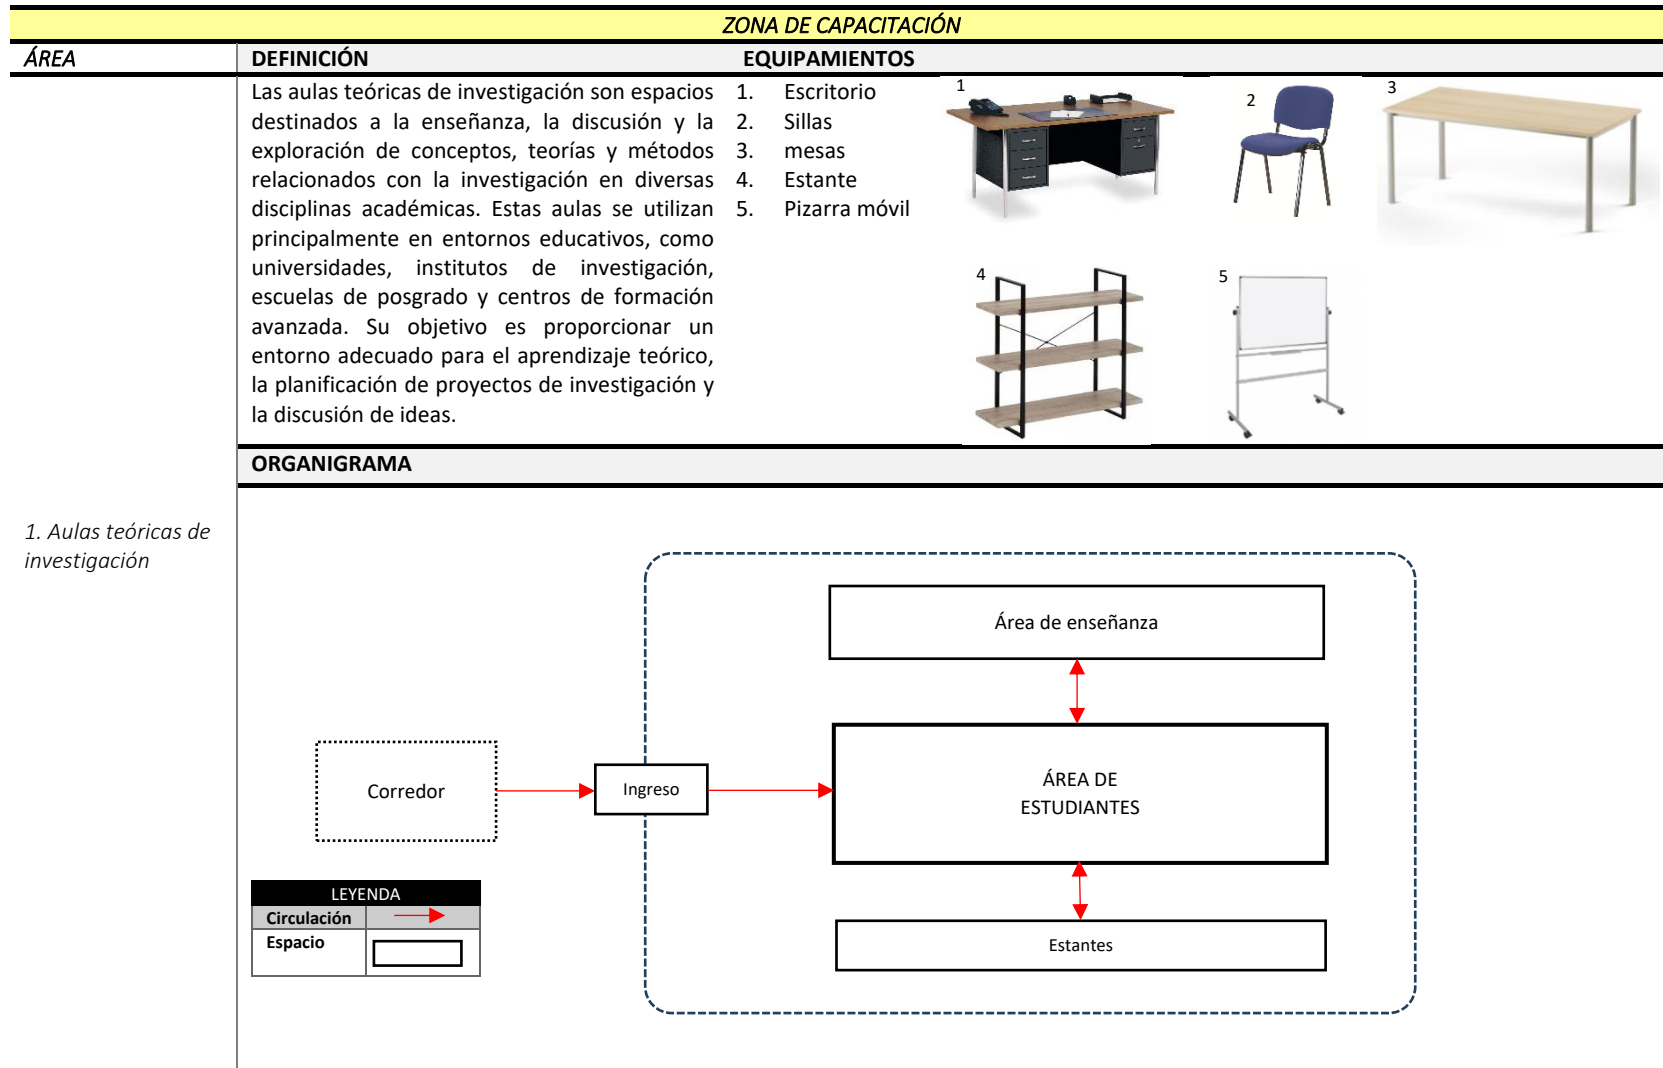 ZONA DE CAPACITACIÓN
ÁREA
DEFINICIÓN
EQUIPAMIENTOS
Las aulas teóricas de investigación son espacios
destinados a la enseñanza, la discusión y la
exploración de conceptos, teorías y métodos
relacionados con la investigación en diversas
disciplinas académicas. Estas aulas se utilizan
principalmente en entornos educativos, como
universidades, institutos de investigación,
escuelas de posgrado y centros de formación
avanzada. Su objetivo es proporcionar un
entorno adecuado para el aprendizaje teórico,
la planificación de proyectos de investigación y
la discusión de ideas.
1. Escritorio
2. Sillas
3. mesas
4. Estante
5. Pizarra móvil
1
2
3
4
5
ORGANIGRAMA
1. Aulas teóricas de
investigación
Área de enseñanza
Corredor
Ingreso
ÁREA DE
ESTUDIANTES
Estantes
LEYENDA
Circulación
Espacio